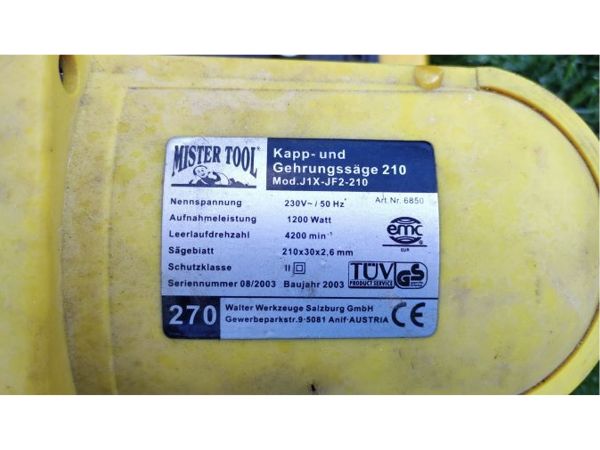 MISTER TOOL®
Kapp- und
Gehrungssäge 210
Mod.J1X-JF2-210
Nennspannung 230V~/50 Hz Art.Nr.6850
Aufnahmeleistung 1200 Watt
Leerlaufdrehzahl 4200 min⁻¹
emc
EUR
Sägeblatt 210x30x2,6 mm
Schutzklasse II
TÜV
PRODUCT SERVICE
GS
Seriennummer 08/2003 Baujahr 2003
270
Walter Werkzeuge Salzburg GmbH
Gewerbeparkstr.9-5081 Anif-AUSTRIA
CE